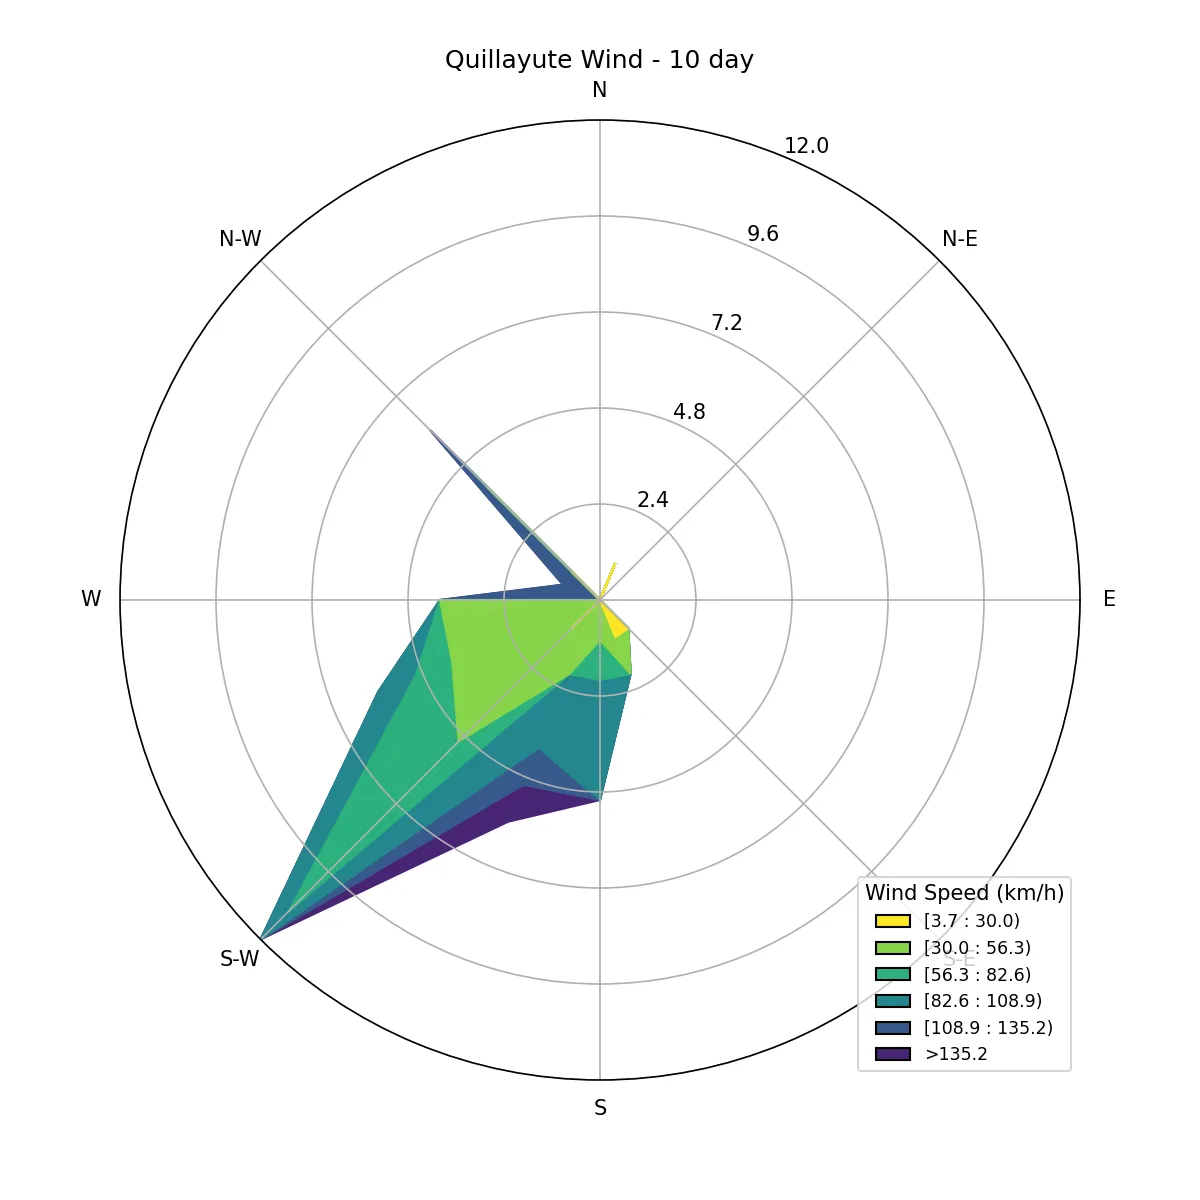 Quillayute Wind - 10 day
N
12.0
N-W
9.6
N-E
7.2
4.8
2.4
W
E
S-W
S-E
Wind Speed (km/h)
[3.7 : 30.0)
[30.0 : 56.3)
[56.3 : 82.6)
[82.6 : 108.9)
[108.9 : 135.2)
>135.2
S